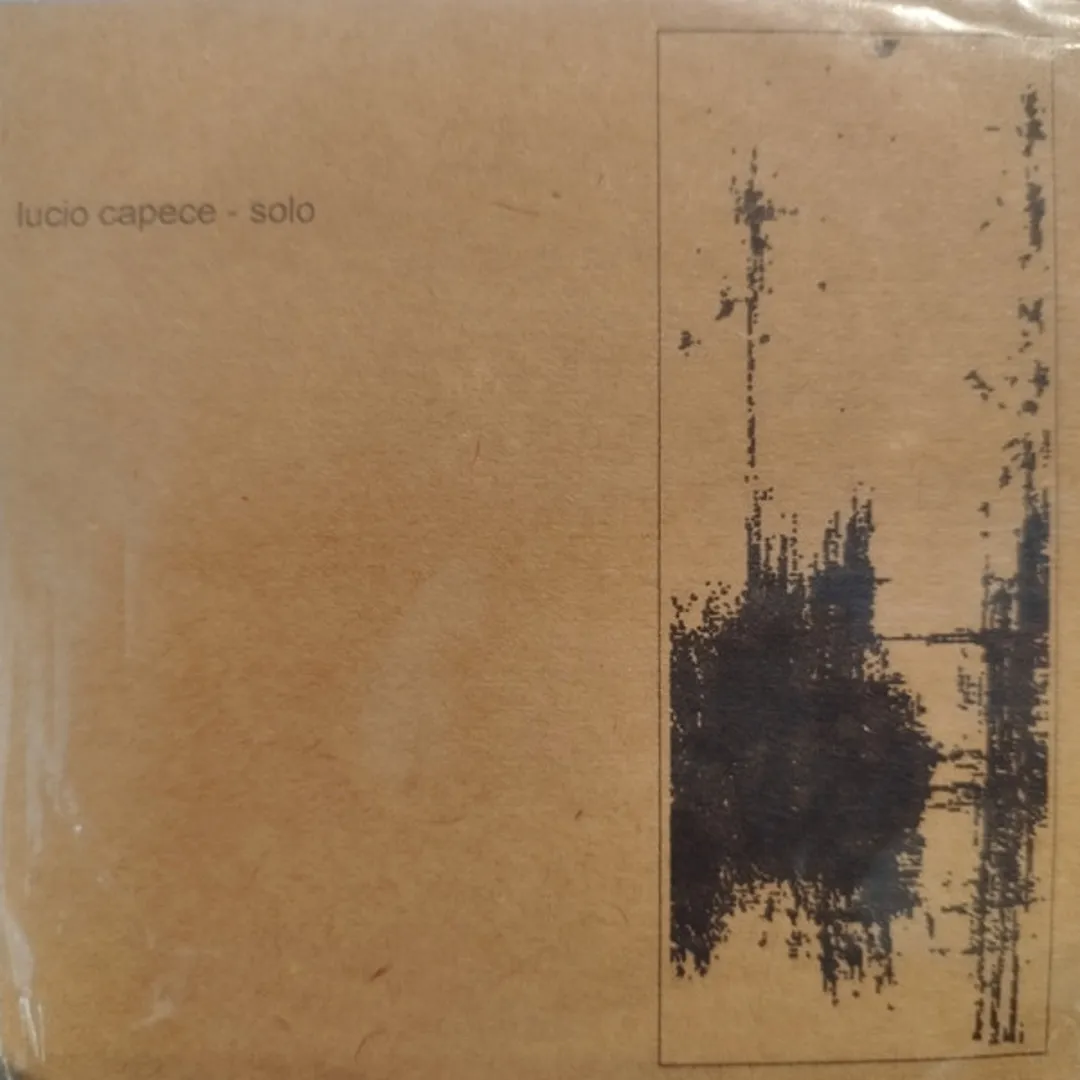 lucio capece - solo